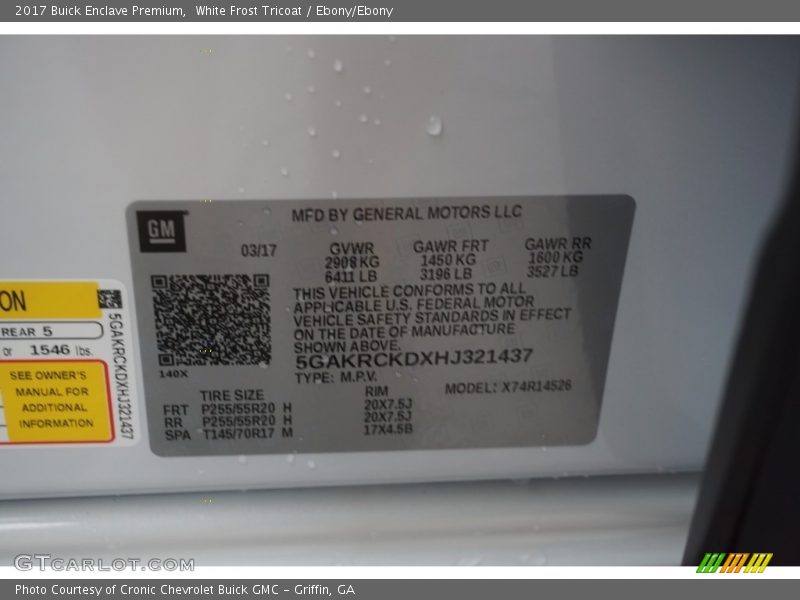 2017 Buick Enclave Premium,  White Frost Tricoat / Ebony/Ebony
GM
MFD BY GENERAL MOTORS LLC
03/17
GVWR GAWR FRT GAWR RR
2908 KG 1450 KG 1600 KG
6411 LB 3196 LB 3527 LB
THIS VEHICLE CONFORMS TO ALL
APPLICABLE U.S. FEDERAL MOTOR
VEHICLE SAFETY STANDARDS IN EFFECT
ON THE DATE OF MANUFACTURE
SHOWN ABOVE.
5GAKRCKDXHJ321437
TYPE: M.P.V. MODEL: X74R14526
140X
TIRE SIZE RIM
FRT P255/55R20 H 20X7.5J
RR P255/55R20 H 20X7.5J
SPA T145/70R17 M 17X4.5B
ON
REAR 5
or 1546 lbs.
SEE OWNER'S
MANUAL FOR
ADDITIONAL
INFORMATION
5GAKRCKDXHJ321437
GTCARLOT.COM
Photo Courtesy of Cronic Chevrolet Buick GMC – Griffin, GA